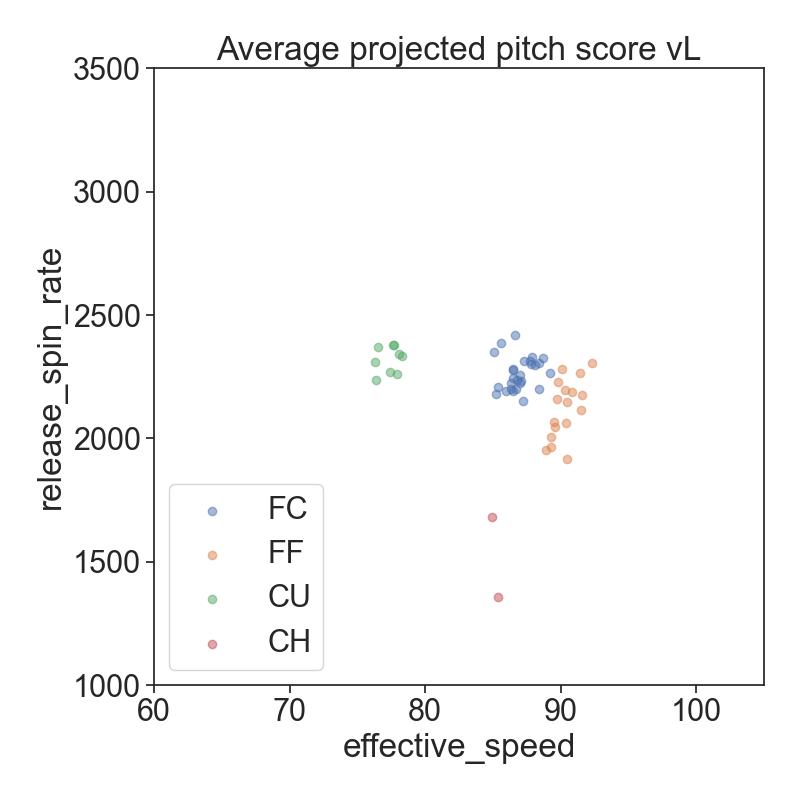 Average projected pitch score vL
3500
3000
2500
2000
1500
1000
release_spin_rate
FC
FF
CU
CH
60 70 80 90 100
effective_speed